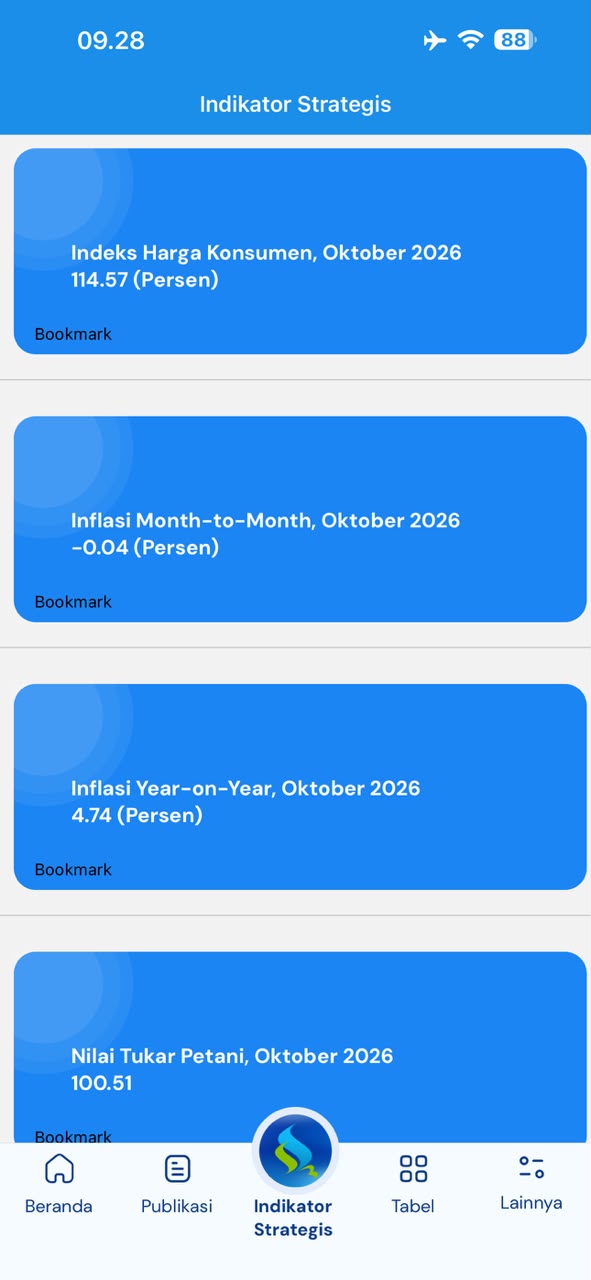 09.28
88
Indikator Strategis
Indeks Harga Konsumen, Oktober 2026
114.57 (Persen)
Bookmark
Inflasi Month-to-Month, Oktober 2026
-0.04 (Persen)
Bookmark
Inflasi Year-on-Year, Oktober 2026
4.74 (Persen)
Bookmark
Nilai Tukar Petani, Oktober 2026
100.51
Bookmark
Beranda
Publikasi
Indikator
Strategis
Tabel
Lainnya